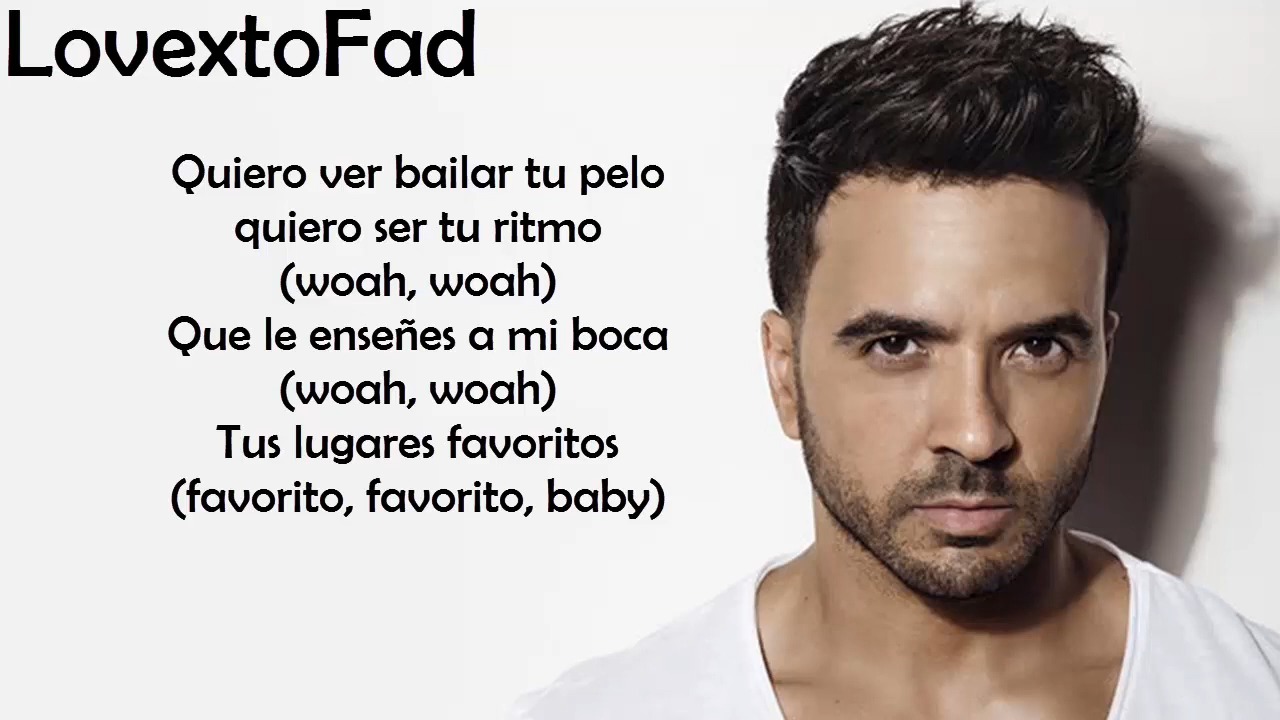 LovextoFad
Quiero ver bailar tu pelo
quiero ser tu ritmo
(woah, woah)
Que le enseñes a mi boca
(woah, woah)
Tus lugares favoritos
(favorito, favorito, baby)